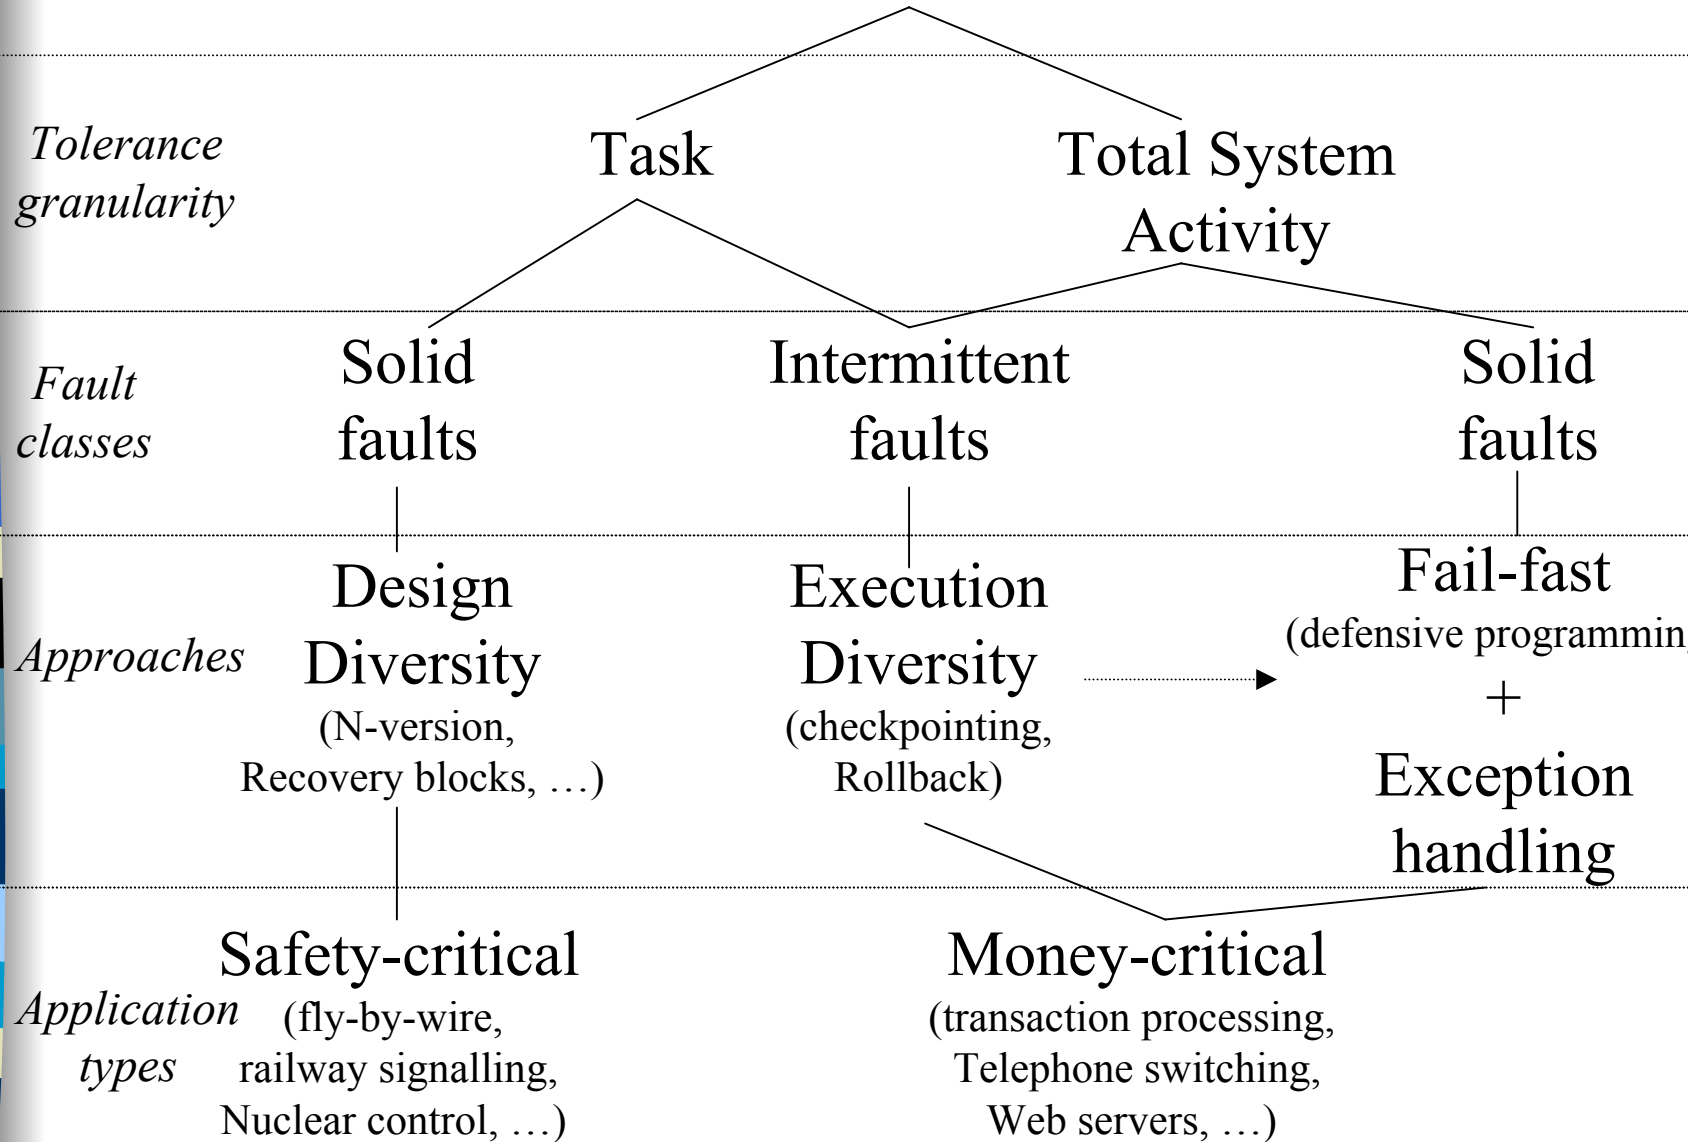 Tolerance
granularity
Task
Total System
Activity
Fault
classes
Solid
faults
Intermittent
faults
Solid
faults
Approaches
Design
Diversity
(N-version,
Recovery blocks, …)
Execution
Diversity
(checkpointing,
Rollback)
Fail-fast
(defensive programmin
+
Exception
handling
Application
types
Safety-critical
(fly-by-wire,
railway signalling,
Nuclear control, …)
Money-critical
(transaction processing,
Telephone switching,
Web servers, …)